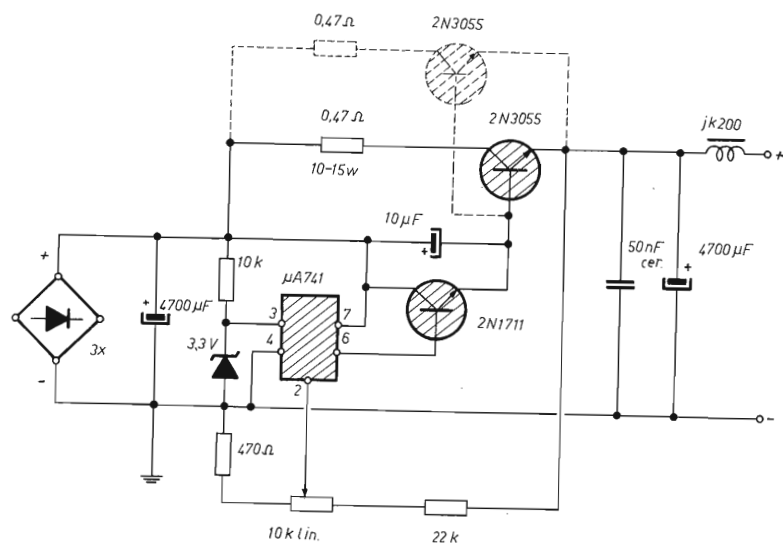 0,47 Ω
2N3055
0,47 Ω
2N3055
10-15w
jk200
+
10 µF
+
+
10 k
µA741
50 nF
cer.
4700 µF
+
+
4700 µF
3
7
2N1711
3x
3,3 V
4
6
-
2
-
470 Ω
10 k lin.
22 k